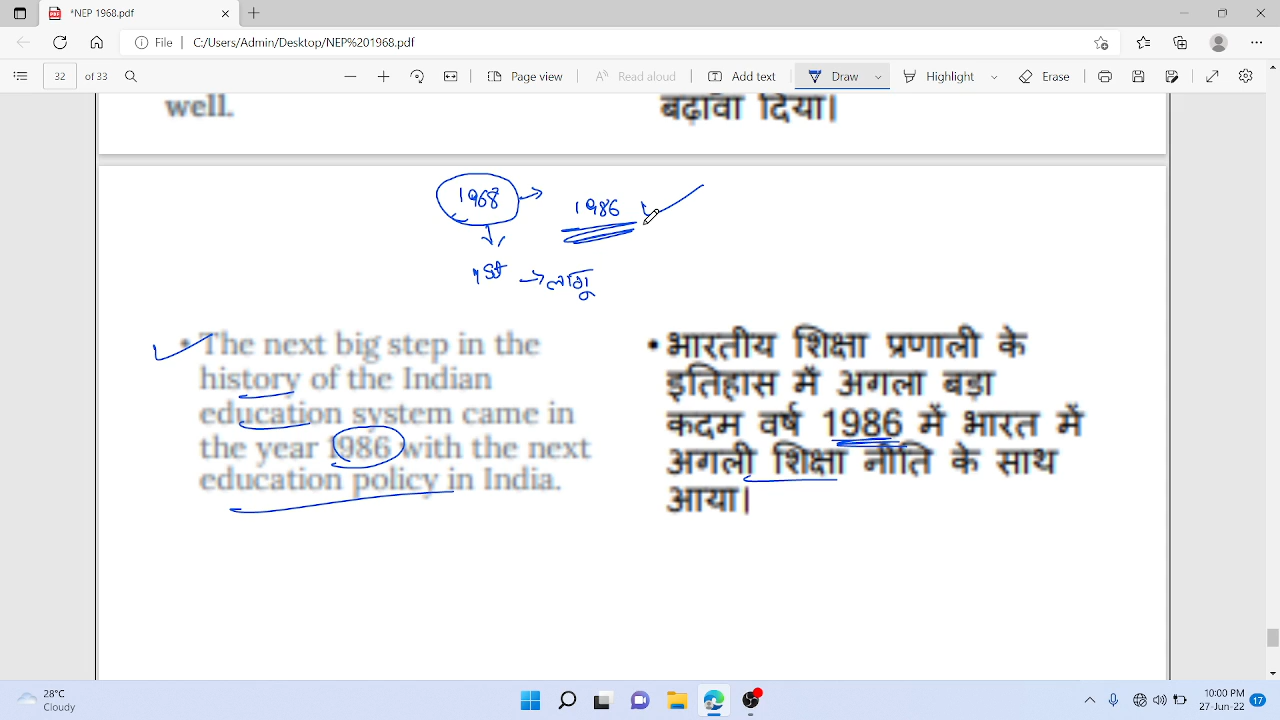 *NEP 1968.pdf
File C:/Users/Admin/Desktop/NEP%201968.pdf
32 of 33 Page view Read aloud Add text Draw Highlight Erase
well.
बढ़ावा दिया।
1968 → 1986
1st → लागू
• The next big step in the
history of the Indian
education system came in
the year 1986 with the next
education policy in India.
• भारतीय शिक्षा प्रणाली के
इतिहास में अगला बड़ा
कदम वर्ष 1986 में भारत में
अगली शिक्षा नीति के साथ
आया।
28°C
Cloudy
10:09 PM
27-Jun-22
17